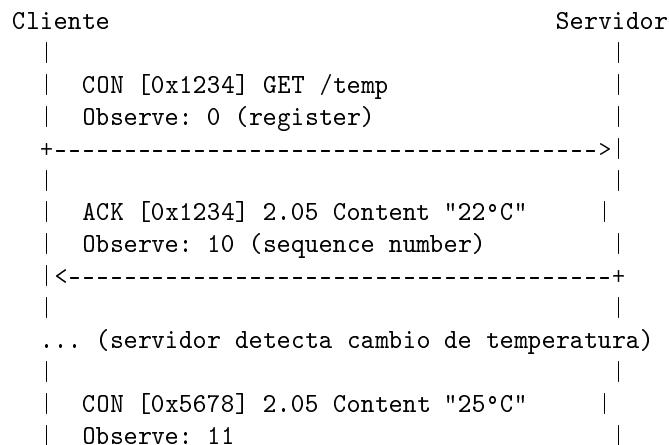 Cliente                                Servidor
  |                                        |
  |  CON [0x1234] GET /temp                |
  |  Observe: 0 (register)                 |
  +--------------------------------------->|
  |                                        |
  |  ACK [0x1234] 2.05 Content "22°C"     |
  |  Observe: 10 (sequence number)         |
  |<---------------------------------------+
  |                                        |
  ... (servidor detecta cambio de temperatura)
  |                                        |
  |  CON [0x5678] 2.05 Content "25°C"     |
  |  Observe: 11                           |